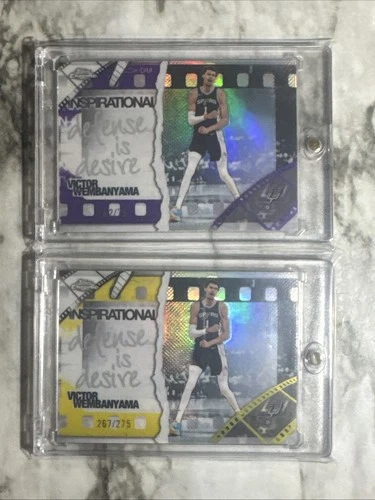 INSPIRATIONAL
defense
is
desire
VICTOR
WEMBANYAMA
INSPIRATIONAL
defense
is
desire
VICTOR
WEMBANYAMA
267/275